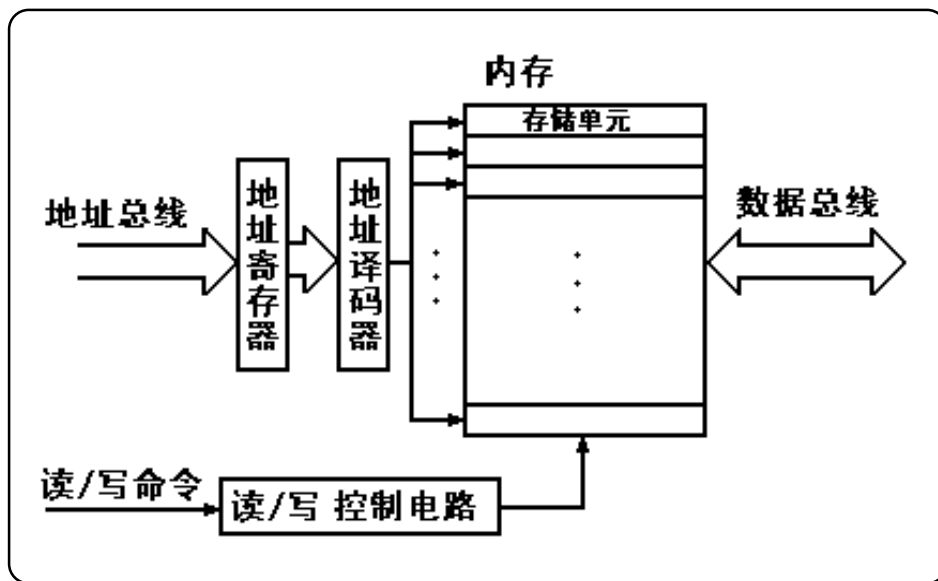 内存
存储单元
地址总线
地址寄存器
地址译码器
数据总线
读/写命令
读/写 控制电路